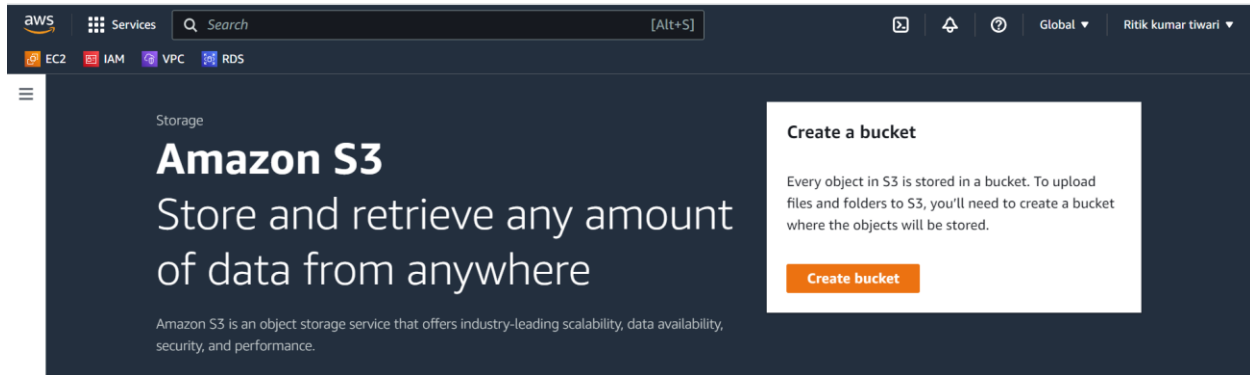 aws
Services
Search
[Alt+S]
Global
Ritik kumar tiwari
EC2
IAM
VPC
RDS
Storage
Amazon S3
Store and retrieve any amount
of data from anywhere
Amazon S3 is an object storage service that offers industry-leading scalability, data availability,
security, and performance.
Create a bucket
Every object in S3 is stored in a bucket. To upload
files and folders to S3, you'll need to create a bucket
where the objects will be stored.
Create bucket